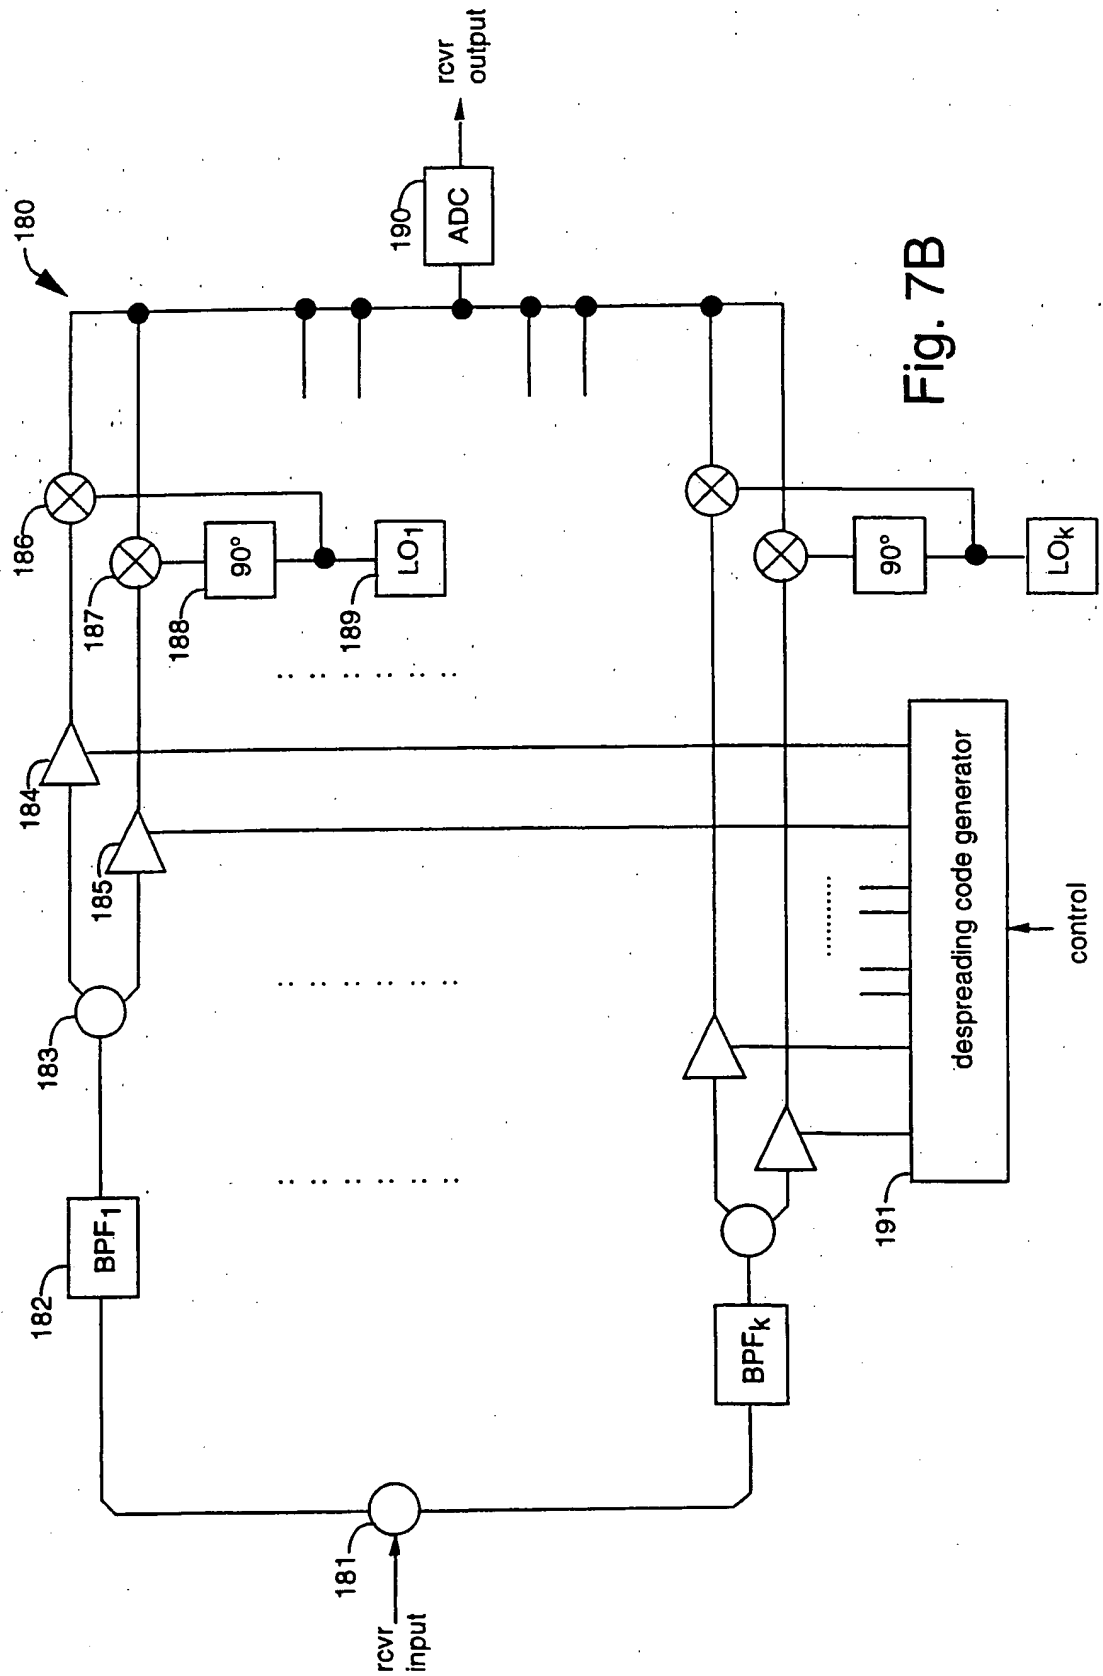 180
rcvr
output
190
ADC
186
187
188
90°
189
LO1
184
185
183
182
BPF1
181
rcvr
input
BPFk
90°
LOk
191
despreading code generator
control
Fig. 7B